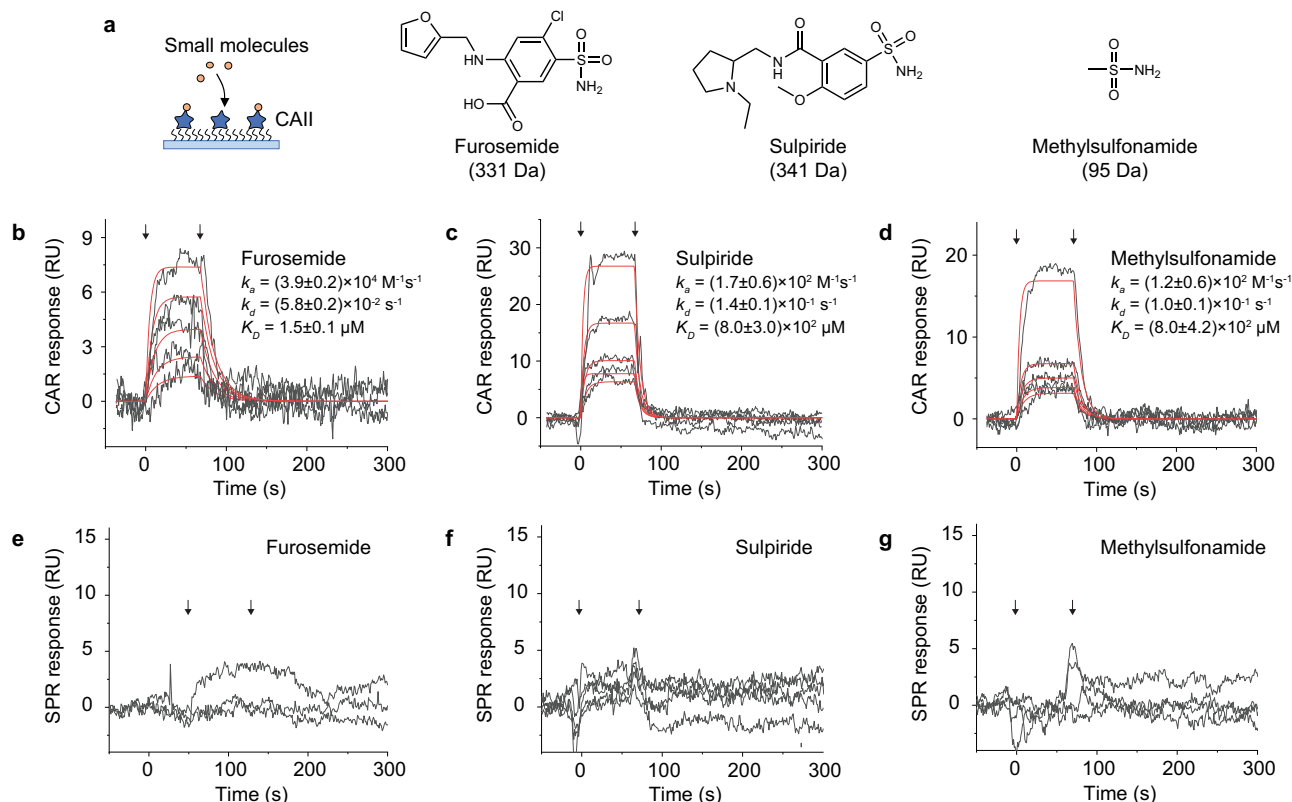 a
Small molecules
CAII
O
Cl
NH
S
O
O
NH₂
HO
O
Furosemide
(331 Da)
O
N
H
N
O
O
S
O
NH₂
Sulpiride
(341 Da)
O
S
NH₂
O
Methylsulfonamide
(95 Da)
b
CAR response (RU)
9
6
3
0
0
100
200
300
Time (s)
Furosemide
kₐ = (3.9±0.2)×10⁴ M⁻¹s⁻¹
k_d = (5.8±0.2)×10⁻² s⁻¹
K_D = 1.5±0.1 µM
c
CAR response (RU)
30
20
10
0
0
100
200
300
Time (s)
Sulpiride
kₐ = (1.7±0.6)×10² M⁻¹s⁻¹
k_d = (1.4±0.1)×10⁻¹ s⁻¹
K_D = (8.0±3.0)×10² µM
d
CAR response (RU)
20
10
0
0
100
200
300
Time (s)
Methylsulfonamide
kₐ = (1.2±0.6)×10² M⁻¹s⁻¹
k_d = (1.0±0.1)×10⁻¹ s⁻¹
K_D = (8.0±4.2)×10² µM
e
SPR response (RU)
15
10
5
0
0
100
200
300
Time (s)
Furosemide
f
SPR response (RU)
15
10
5
0
0
100
200
300
Time (s)
Sulpiride
g
SPR response (RU)
15
10
5
0
0
100
200
300
Time (s)
Methylsulfonamide